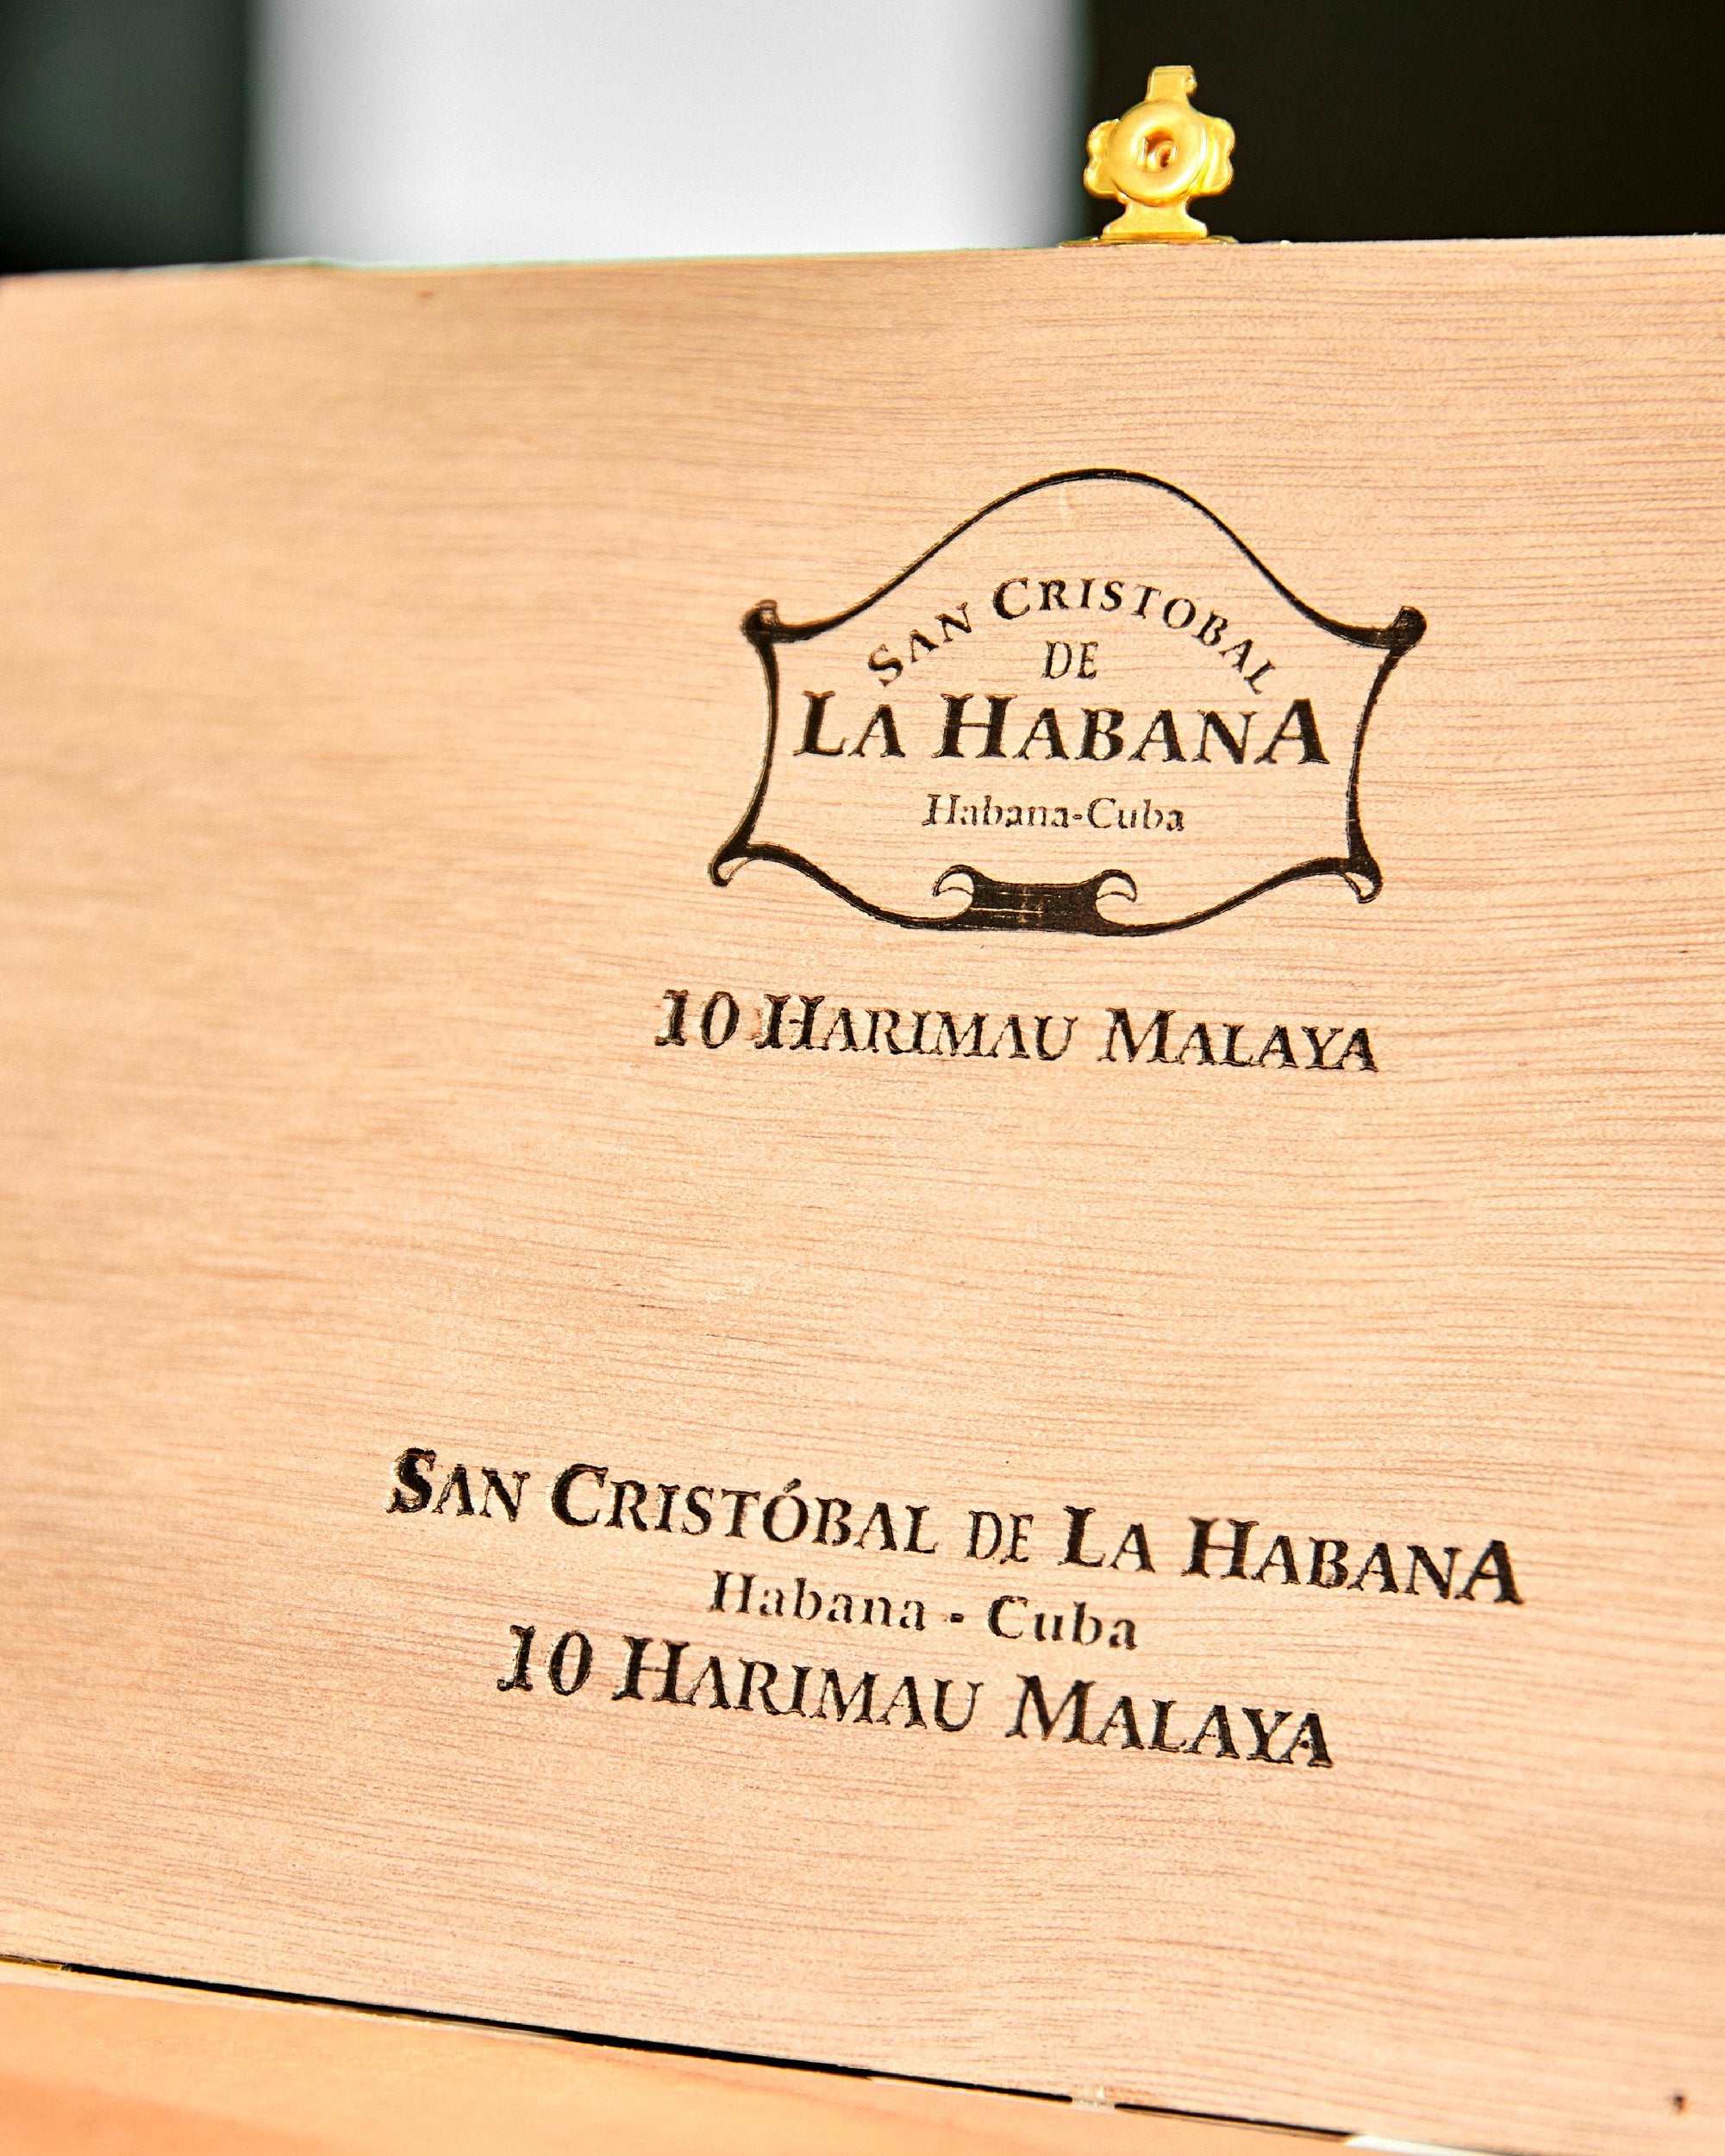 SAN CRISTOBAL
DE
LA HABANA
Habana-Cuba
10 HARIMAU MALAYA
SAN CRISTÓBAL DE LA HABANA
Habana - Cuba
10 HARIMAU MALAYA